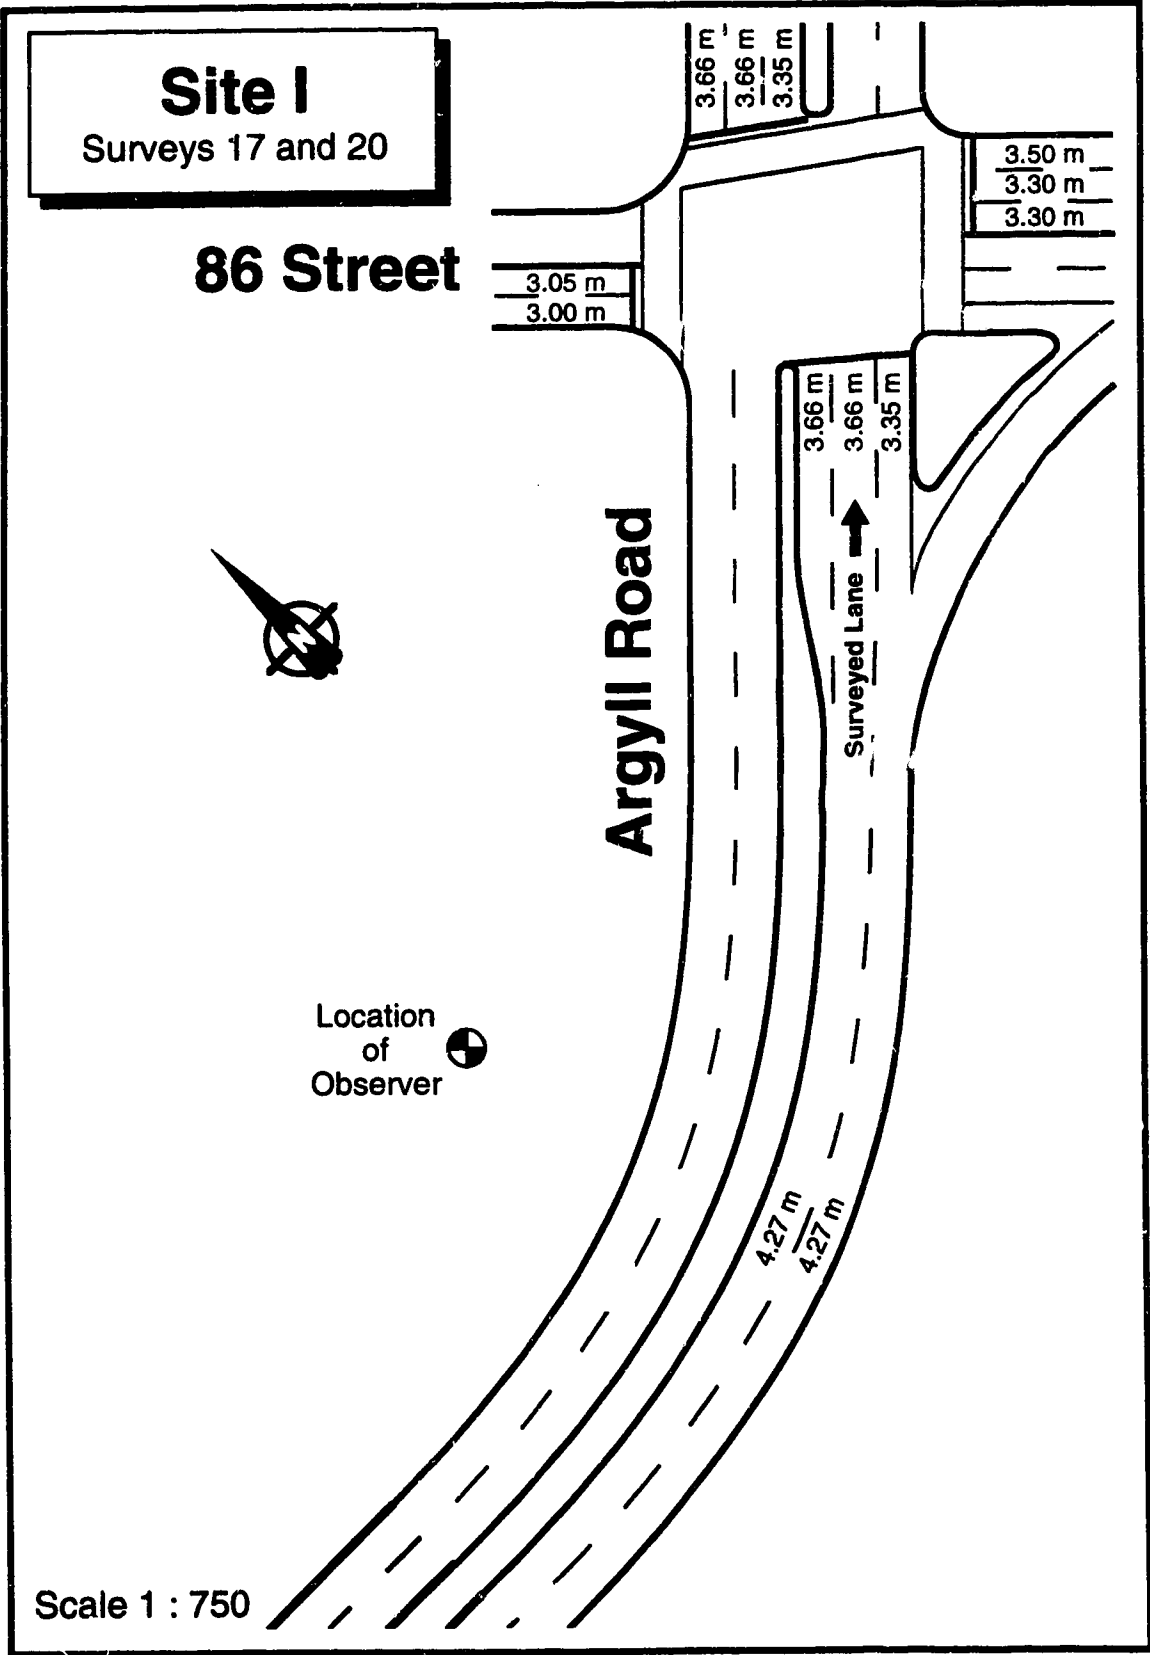 Site I
Surveys 17 and 20
3.66 m
3.66 m
3.35 m
3.50 m
3.30 m
3.30 m
86 Street
3.05 m
3.00 m
3.66 m
3.66 m
3.35 m
Surveyed Lane
Argyll Road
Location
of
Observer
4.27 m
4.27 m
Scale 1 : 750